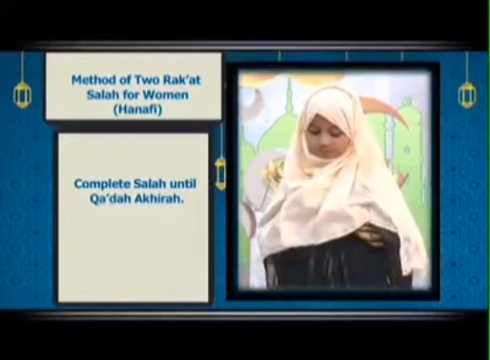 Method of Two Rak'at
Salah for Women
(Hanafi)
Complete Salah until
Qa'dah Akhirah.